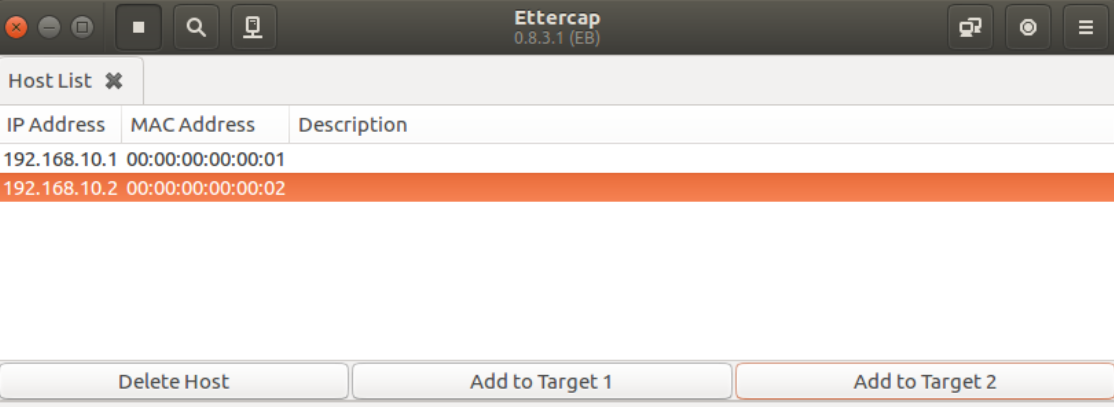 Ettercap
0.8.3.1 (EB)
Host List
IP Address MAC Address Description
192.168.10.1 00:00:00:00:00:01
192.168.10.2 00:00:00:00:00:02
Delete Host Add to Target 1 Add to Target 2